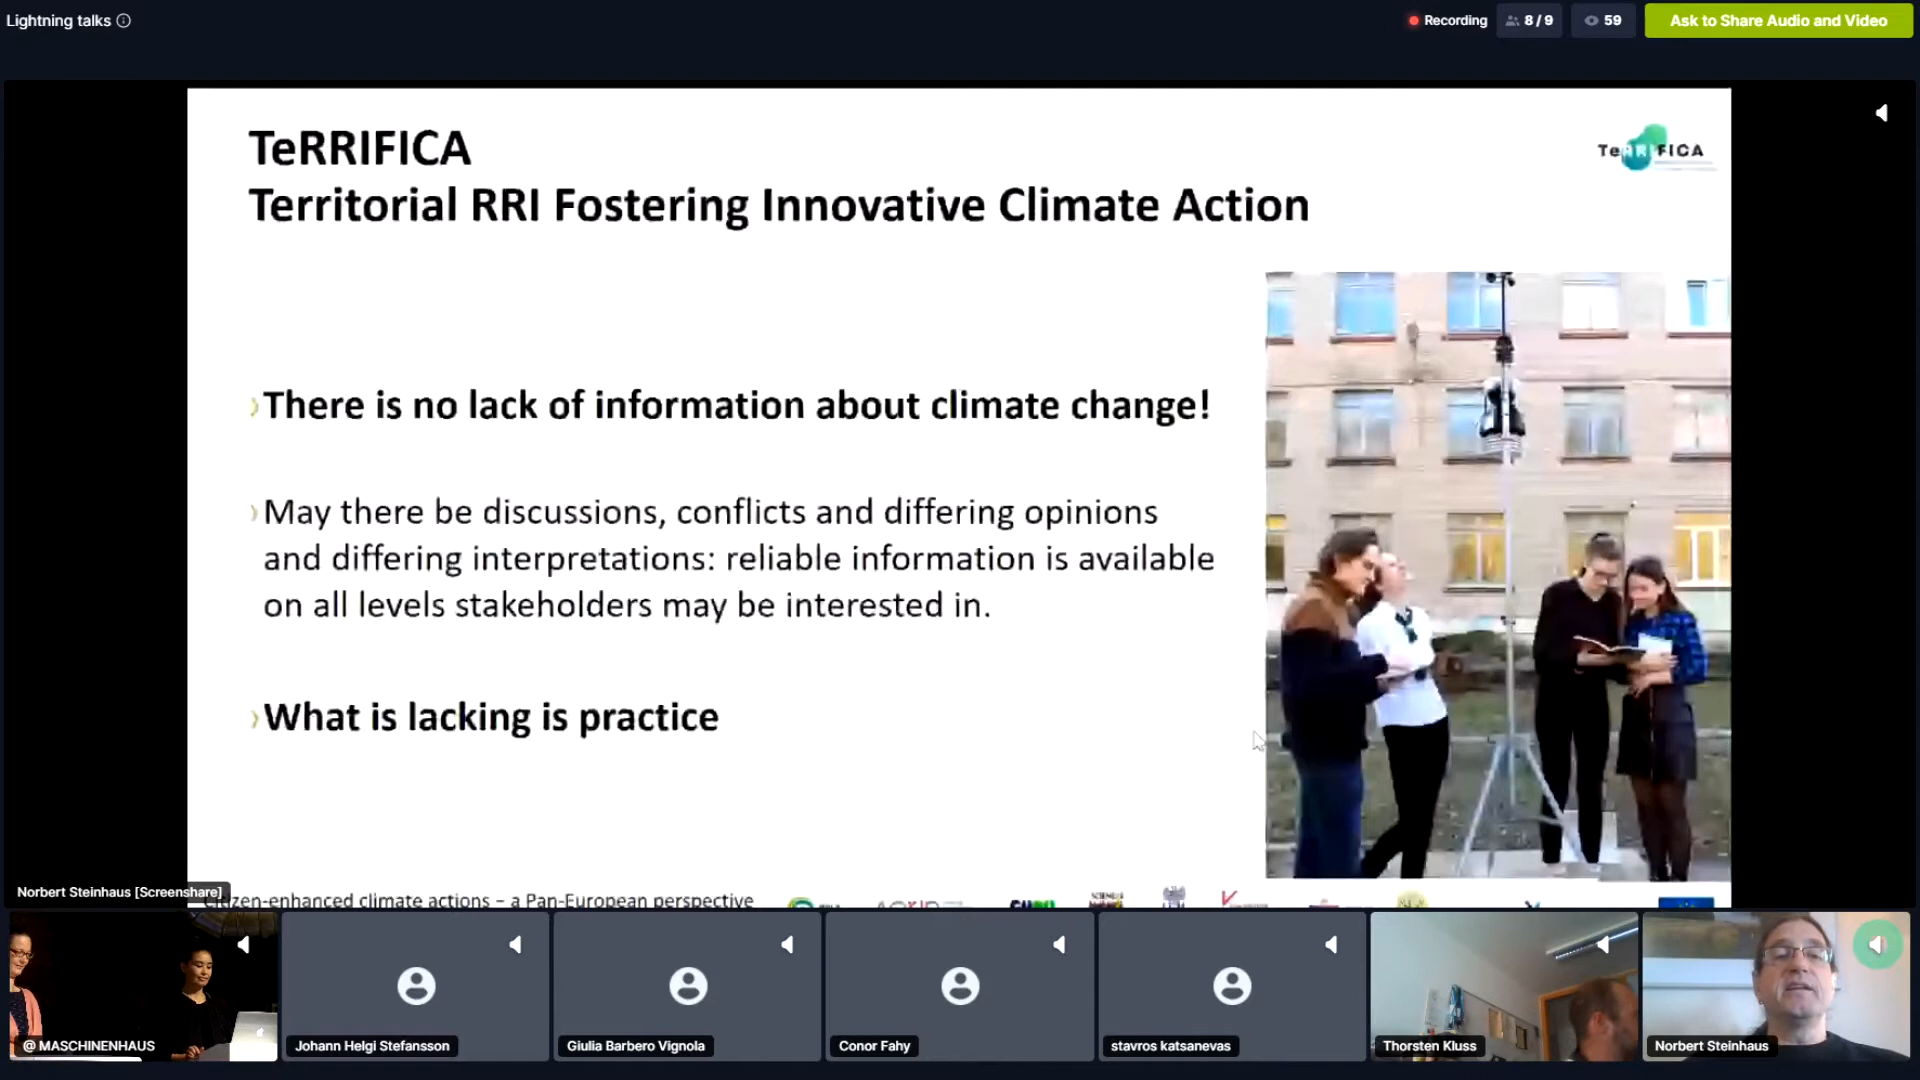 Lightning talks
Recording
8 / 9
59
Ask to Share Audio and Video
TeRRIFICA
Territorial RRI Fostering Innovative Climate Action
TeRRIFICA
There is no lack of information about climate change!
May there be discussions, conflicts and differing opinions
and differing interpretations: reliable information is available
on all levels stakeholders may be interested in.
What is lacking is practice
Norbert Steinhaus [Screenshare]
Citizen-enhanced climate actions – a Pan-European perspective
@ MASCHINENHAUS
Johann Helgi Stefansson
Giulia Barbero Vignola
Conor Fahy
stavros katsanevas
Thorsten Kluss
Norbert Steinhaus